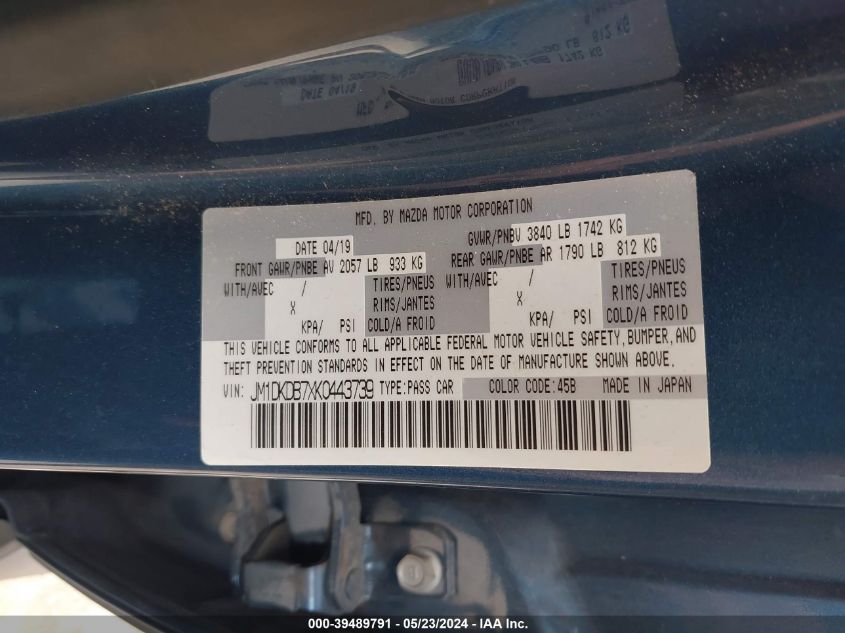 MFD. BY MAZDA MOTOR CORPORATION
DATE 04/19 GVWR/PNBV 3840 LB 1742 KG
FRONT GAWR/PNBE AV 2057 LB 933 KG REAR GAWR/PNBE AR 1790 LB 812 KG
WITH/AVEC / TIRES/PNEUS WITH/AVEC / TIRES/PNEUS
X RIMS/JANTES X RIMS/JANTES
KPA/ PSI COLD/A FROID KPA/ PSI COLD/A FROID
THIS VEHICLE CONFORMS TO ALL APPLICABLE FEDERAL MOTOR VEHICLE SAFETY,BUMPER,AND
THEFT PREVENTION STANDARDS IN EFFECT ON THE DATE OF MANUFACTURE SHOWN ABOVE.
VIN: JM1DKDB7XK0443739 TYPE:PASS CAR COLOR CODE:45B MADE IN JAPAN
000-39489791 - 05/23/2024 - IAA Inc.